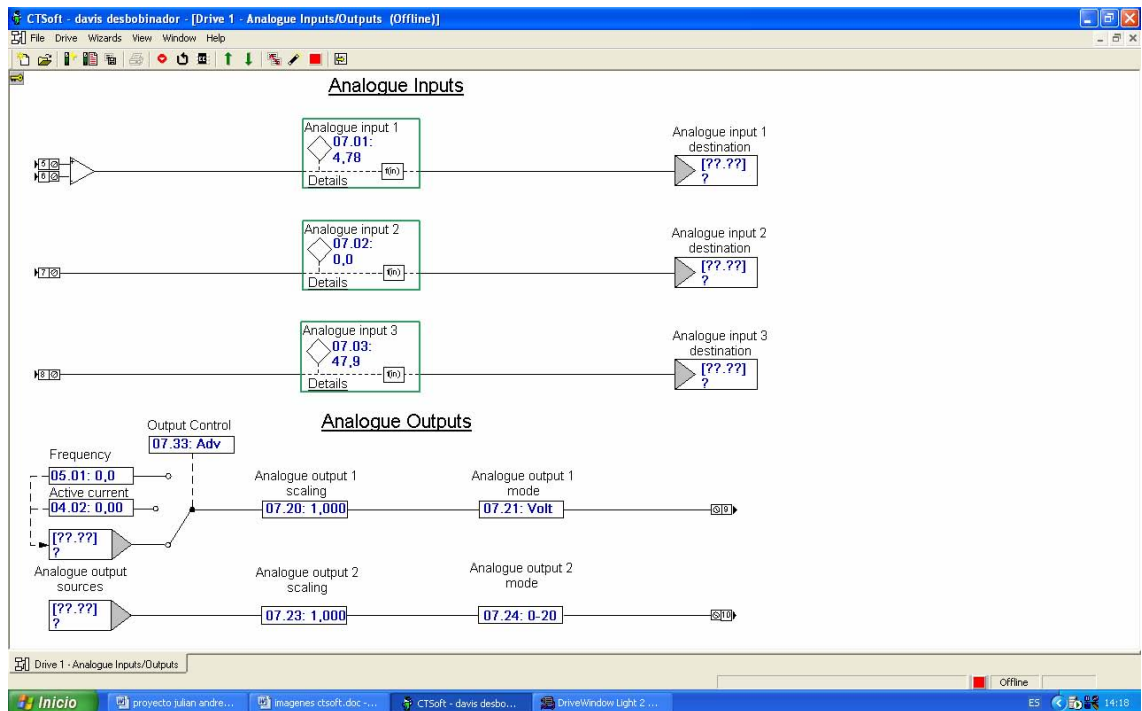 CTSoft - davis desbobinador - [Drive 1 - Analogue Inputs/Outputs (Offline)]
File Drive Wizards View Window Help
Analogue Inputs
Analogue input 1
07.01:
4,78
f(in)
Details
Analogue input 1
destination
[??.??]
?
5
6
Analogue input 2
07.02:
0,0
f(in)
Details
Analogue input 2
destination
[??.??]
?
7
Analogue input 3
07.03:
47,9
f(in)
Details
Analogue input 3
destination
[??.??]
?
8
Analogue Outputs
Output Control
07.33: Adv
Frequency
05.01: 0,0
Active current
04.02: 0,00
[??.??]
?
Analogue output 1
scaling
07.20: 1,000
Analogue output 1
mode
07.21: Volt
9
Analogue output
sources
[??.??]
?
Analogue output 2
scaling
07.23: 1,000
Analogue output 2
mode
07.24: 0-20
10
Drive 1 - Analogue Inputs/Outputs
Offline
Inicio
proyecto julian andre...
imagenes ctsoft.doc -...
CTSoft - davis desbo...
DriveWindow Light 2 ...
ES
14:18